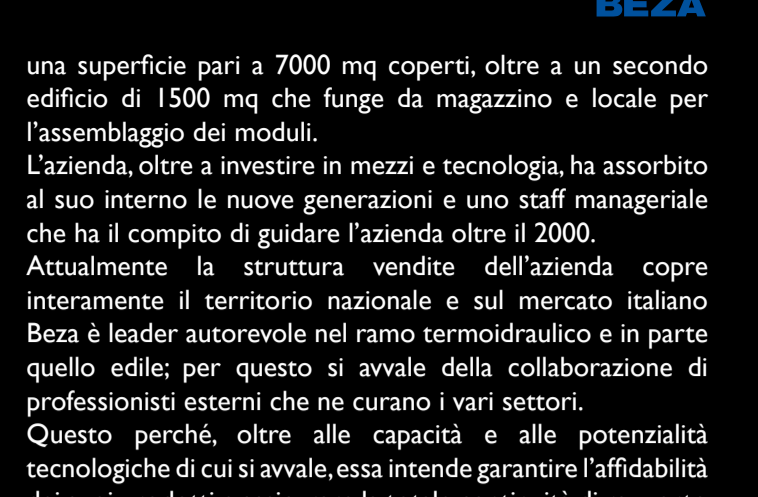 BEZA
una superficie pari a 7000 mq coperti, oltre a un secondo
edificio di 1500 mq che funge da magazzino e locale per
l’assemblaggio dei moduli.
L’azienda, oltre a investire in mezzi e tecnologia, ha assorbito
al suo interno le nuove generazioni e uno staff manageriale
che ha il compito di guidare l’azienda oltre il 2000.
Attualmente la struttura vendite dell’azienda copre
interamente il territorio nazionale e sul mercato italiano
Beza è leader autorevole nel ramo termoidraulico e in parte
quello edile; per questo si avvale della collaborazione di
professionisti esterni che ne curano i vari settori.
Questo perché, oltre alle capacità e alle potenzialità
tecnologiche di cui si avvale, essa intende garantire l’affidabilità